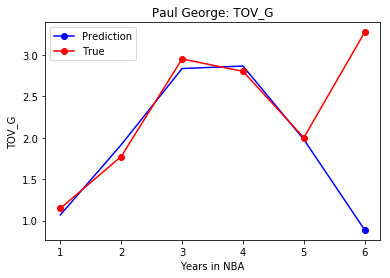 Paul George: TOV_G
Prediction
True
3.0
2.5
2.0
1.5
1.0
TOV_G
1 2 3 4 5 6
Years in NBA